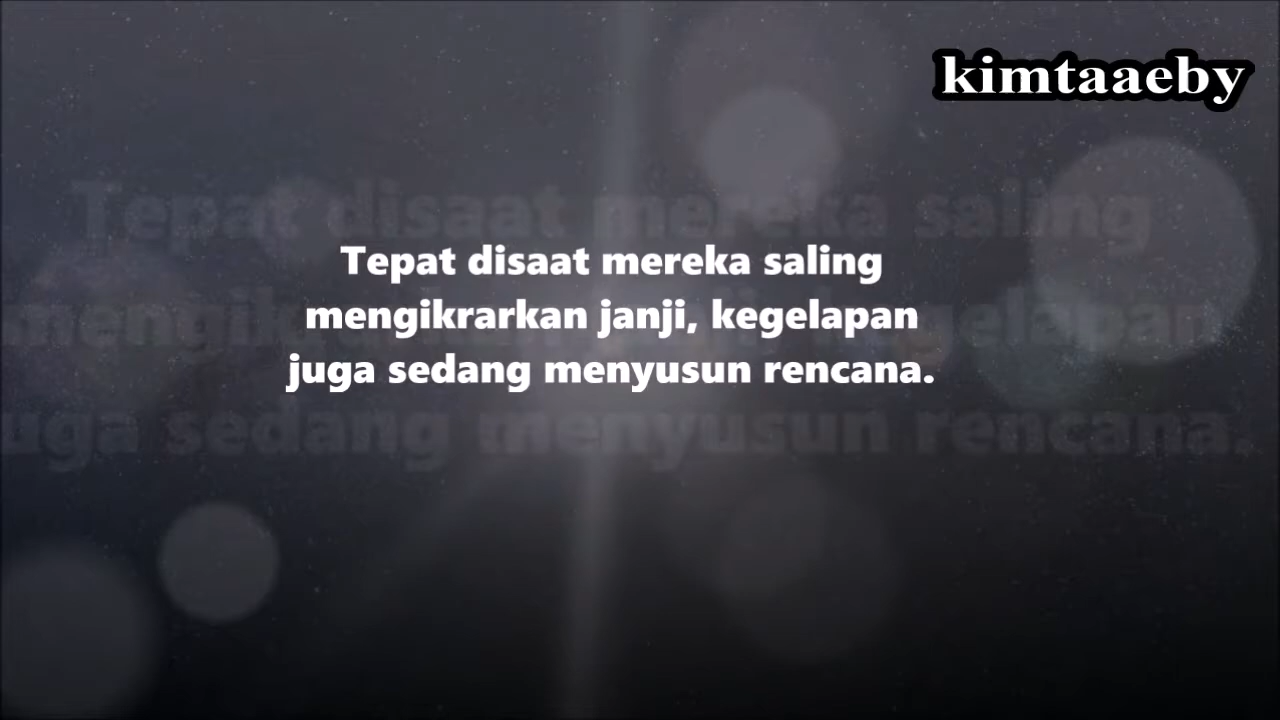 kimtaaeby
Tepat disaat mereka saling
mengikrarkan janji, kegelapan
juga sedang menyusun rencana.